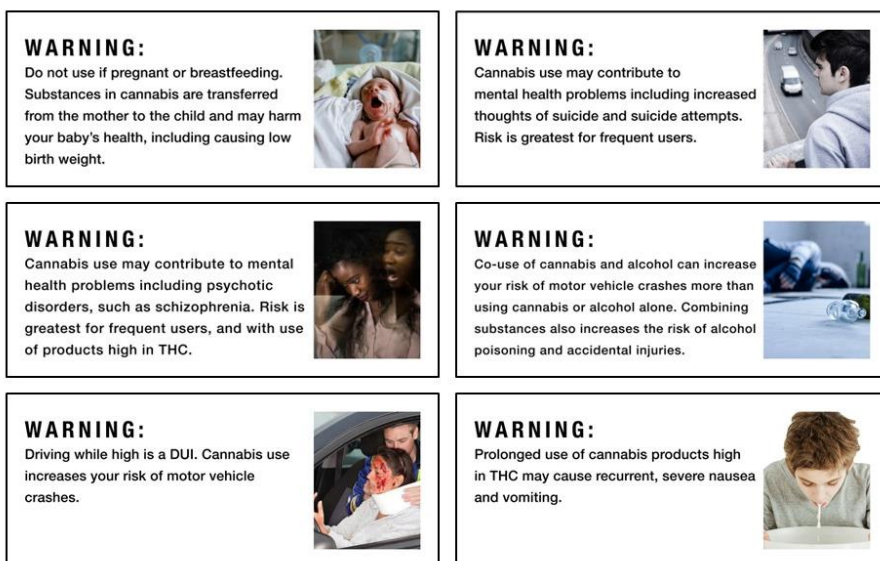 WARNING:
Do not use if pregnant or breastfeeding.
Substances in cannabis are transferred
from the mother to the child and may harm
your baby's health, including causing low
birth weight.
WARNING:
Cannabis use may contribute to
mental health problems including increased
thoughts of suicide and suicide attempts.
Risk is greatest for frequent users.
WARNING:
Cannabis use may contribute to mental
health problems including psychotic
disorders, such as schizophrenia. Risk is
greatest for frequent users, and with use
of products high in THC.
WARNING:
Co-use of cannabis and alcohol can increase
your risk of motor vehicle crashes more than
using cannabis or alcohol alone. Combining
substances also increases the risk of alcohol
poisoning and accidental injuries.
WARNING:
Driving while high is a DUI. Cannabis use
increases your risk of motor vehicle
crashes.
WARNING:
Prolonged use of cannabis products high
in THC may cause recurrent, severe nausea
and vomiting.